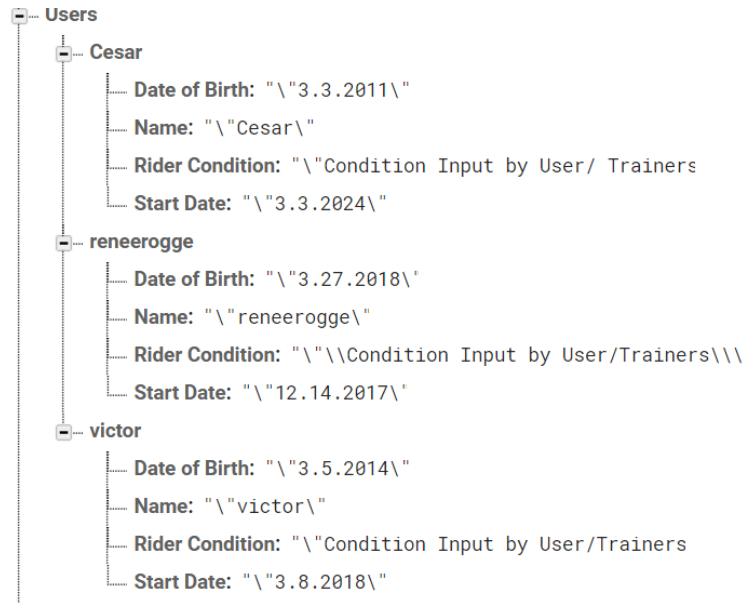 Users
Cesar
Date of Birth: "\"3.3.2011\"
Name: "\"Cesar\"
Rider Condition: "\"Condition Input by User/ Trainers
Start Date: "\"3.3.2024\"
reneerogge
Date of Birth: "\"3.27.2018\'
Name: "\"reneerogge\"
Rider Condition: "\"\\Condition Input by User/Trainers\\\
Start Date: "\"12.14.2017\'
victor
Date of Birth: "\"3.5.2014\"
Name: "\"victor\"
Rider Condition: "\"Condition Input by User/Trainers
Start Date: "\"3.8.2018\"